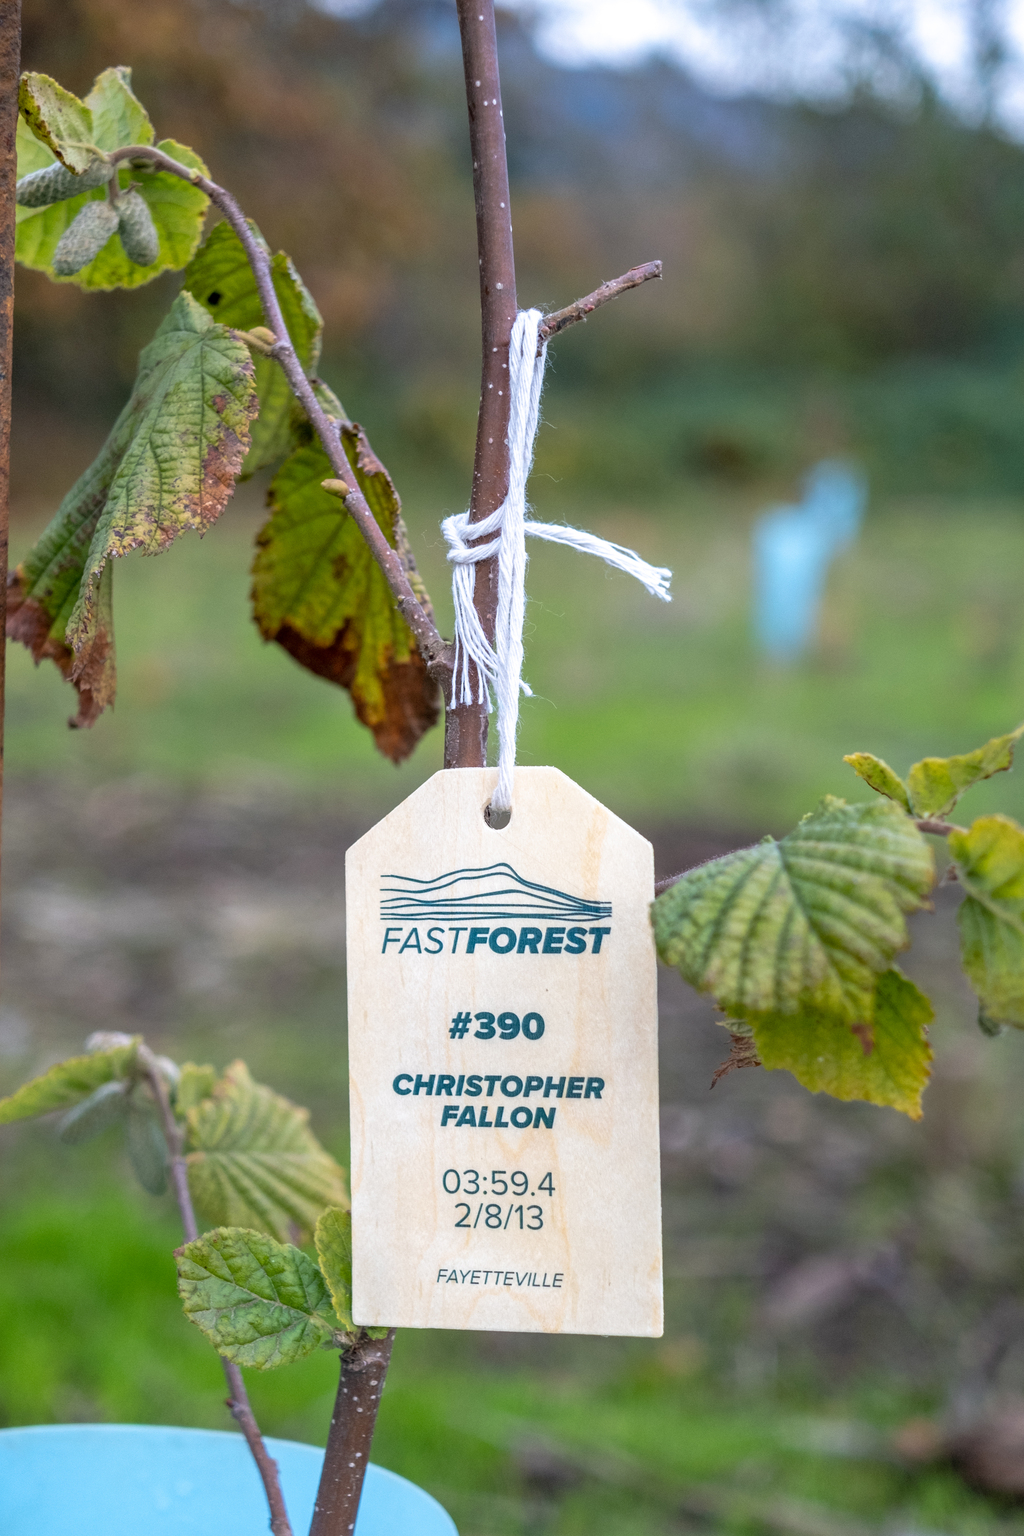 FASTFOREST
#390
CHRISTOPHER
FALLON
03:59.4
2/8/13
FAYETTEVILLE